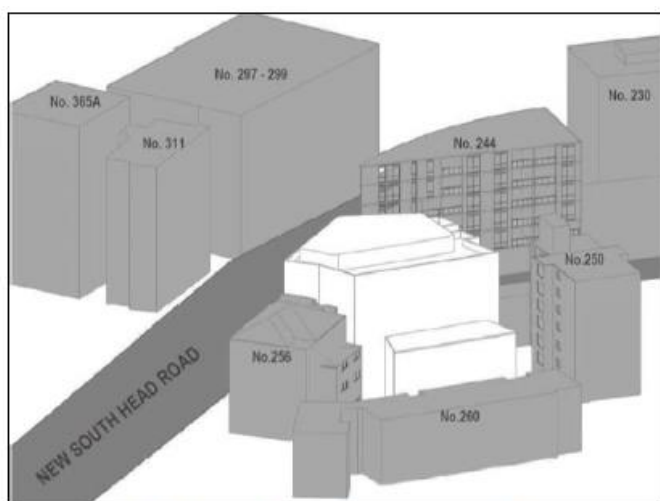 No. 297 - 299
No. 365A
No. 230
No. 311
No. 244
No.250
No.256
NEW SOUTH HEAD ROAD
No.260